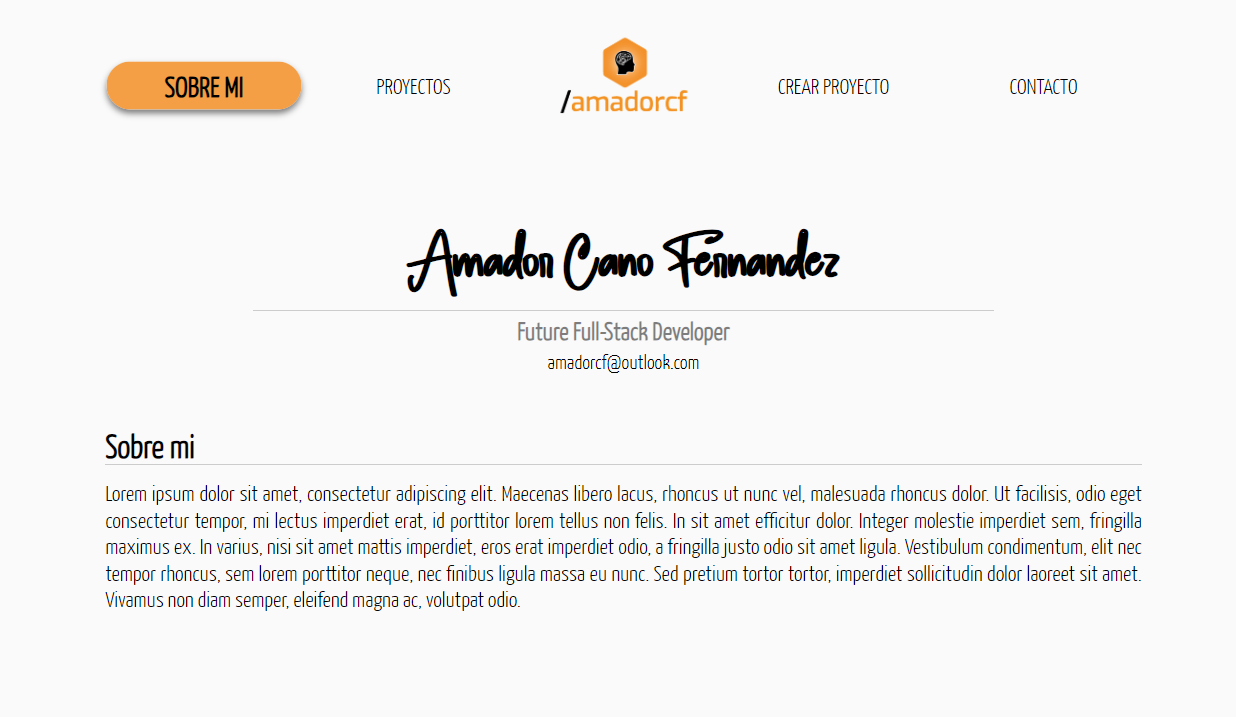 SOBRE MI
PROYECTOS
/amadorcf
CREAR PROYECTO
CONTACTO
Amador Cano Fernandez
Future Full-Stack Developer
amadorcf@outlook.com
Sobre mi
Lorem ipsum dolor sit amet, consectetur adipiscing elit. Maecenas libero lacus, rhoncus ut nunc vel, malesuada rhoncus dolor. Ut facilisis, odio eget
consectetur tempor, mi lectus imperdiet erat, id porttitor lorem tellus non felis. In sit amet efficitur dolor. Integer molestie imperdiet sem, fringilla
maximus ex. In varius, nisi sit amet mattis imperdiet, eros erat imperdiet odio, a fringilla justo odio sit amet ligula. Vestibulum condimentum, elit nec
tempor rhoncus, sem lorem porttitor neque, nec finibus ligula massa eu nunc. Sed pretium tortor tortor, imperdiet sollicitudin dolor laoreet sit amet.
Vivamus non diam semper, eleifend magna ac, volutpat odio.